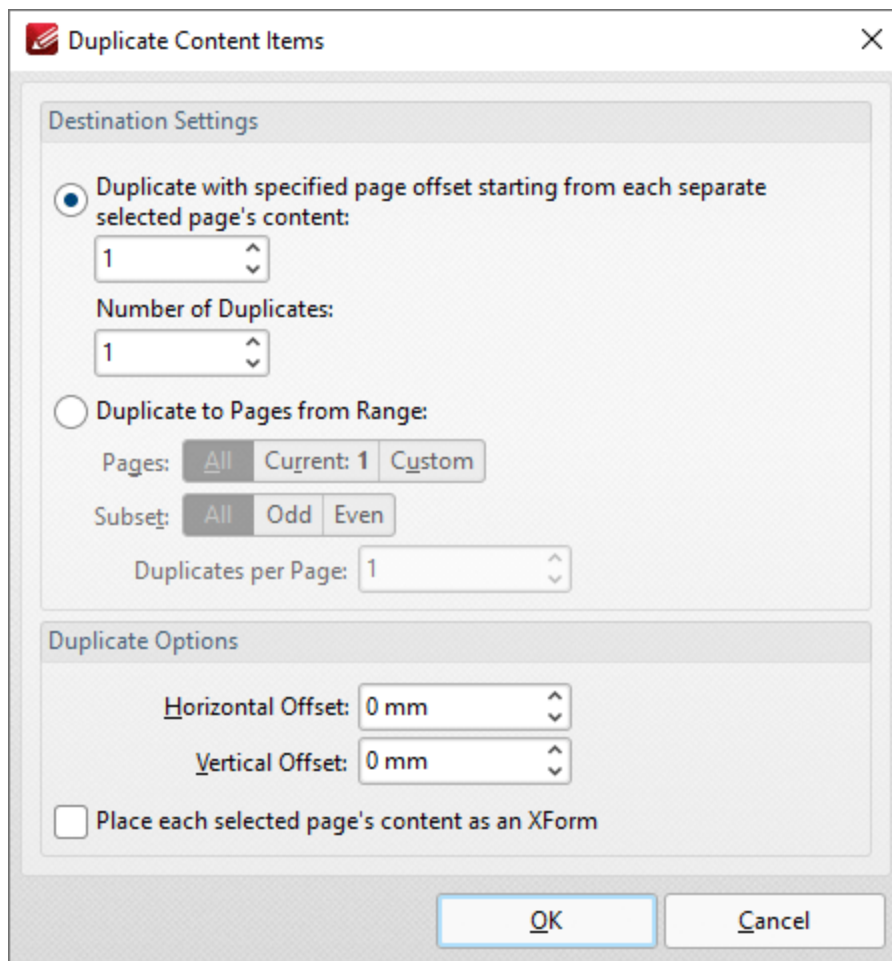 Duplicate Content Items
Destination Settings
Duplicate with specified page offset starting from each separate
selected page's content:
1
Number of Duplicates:
1
Duplicate to Pages from Range:
Pages: All Current: 1 Custom
Subset: All Odd Even
Duplicates per Page: 1
Duplicate Options
Horizontal Offset: 0 mm
Vertical Offset: 0 mm
Place each selected page's content as an XForm
OK Cancel